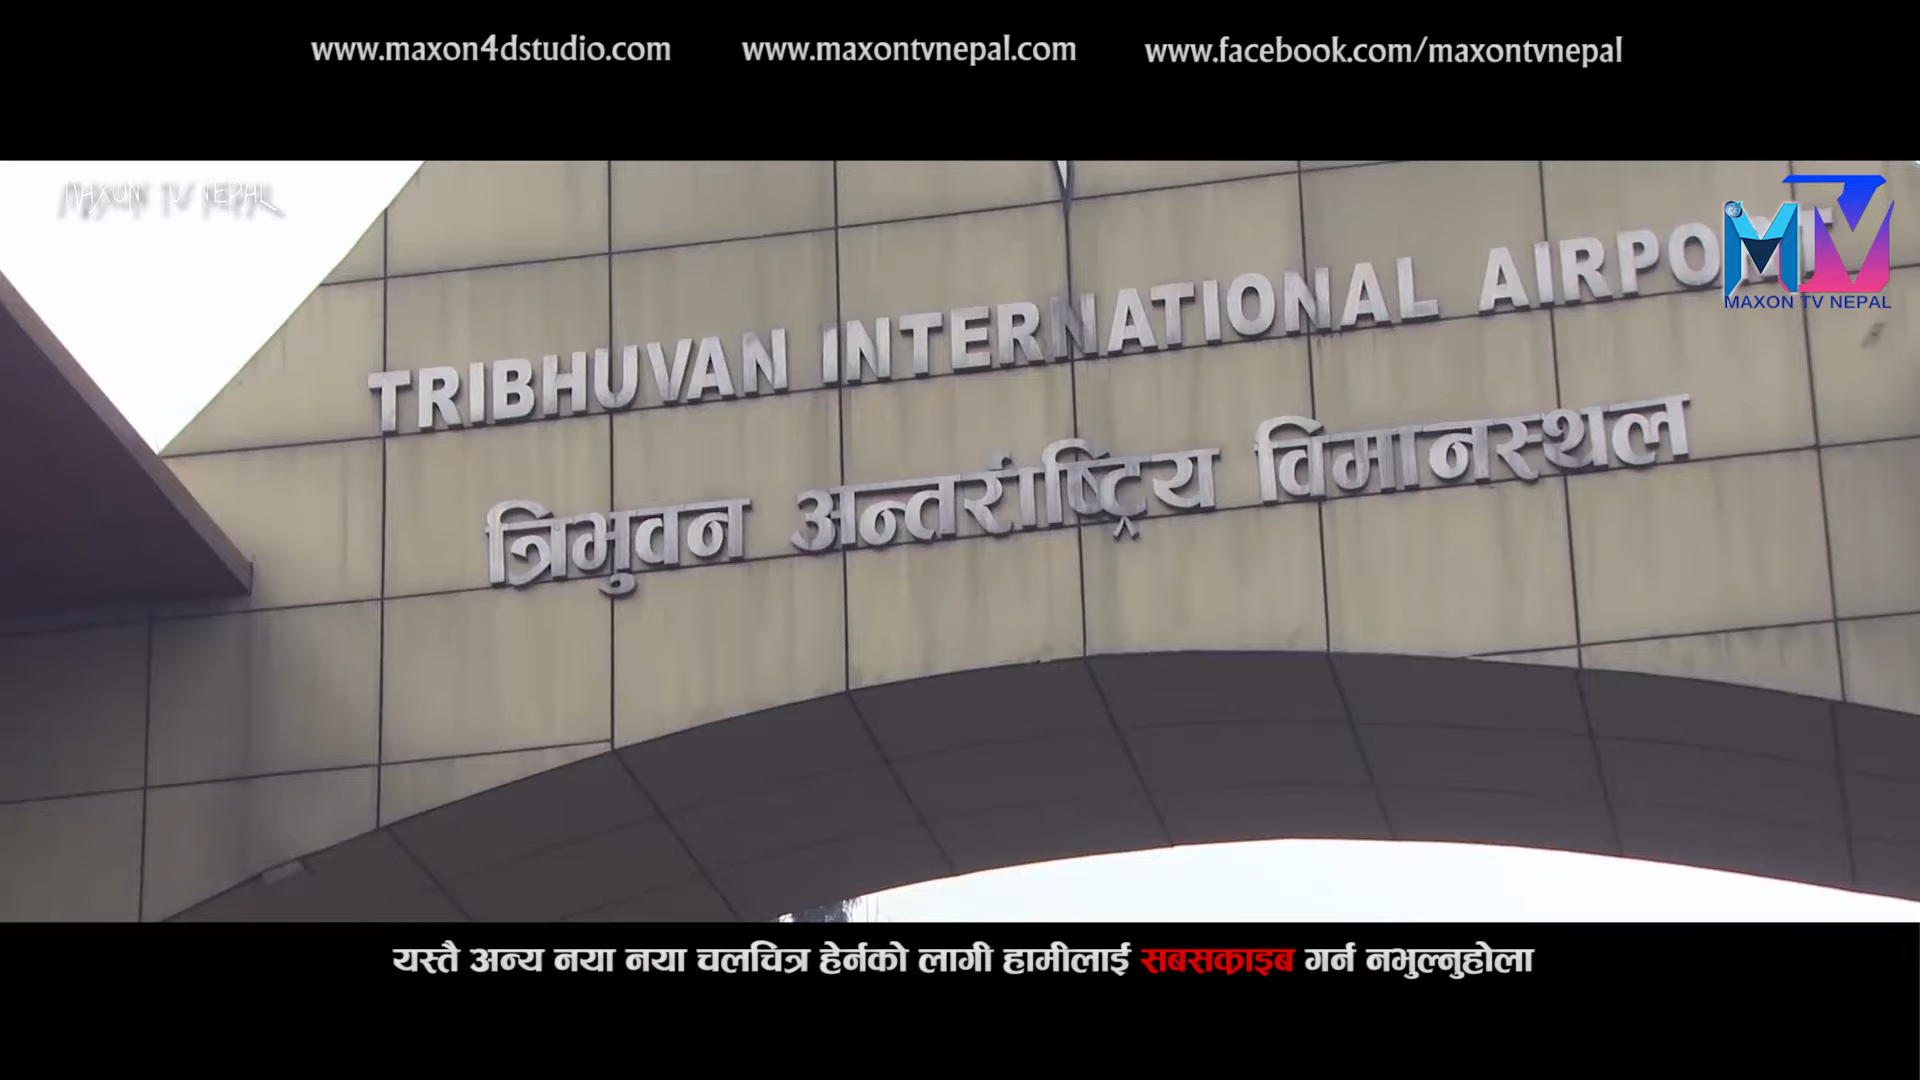 www.maxon4dstudio.com www.maxontvnepal.com www.facebook.com/maxontvnepal
MAXON TV NEPAL
MAXON TV NEPAL
TRIBHUVAN INTERNATIONAL AIRPORT
त्रिभुवन अन्तर्राष्ट्रिय विमानस्थल
यस्तै अन्य नया नया चलचित्र हेर्नको लागी हामीलाई सबसक्राइब गर्न नभुल्नुहोला